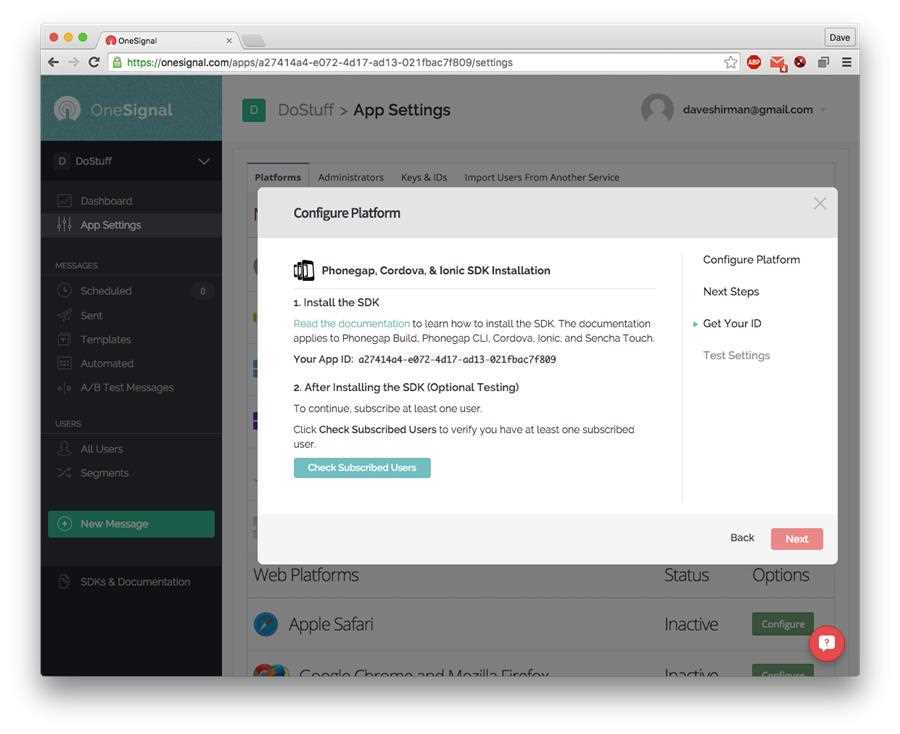 OneSignal
Dave
https://onesignal.com/apps/a27414a4-e072-4d17-ad13-021fbac7f809/settings
ABP
OneSignal
D
DoStuff > App Settings
daveshirman@gmail.com
D
DoStuff
Dashboard
App Settings
MESSAGES
Scheduled
0
Sent
Templates
Automated
A/B Test Messages
USERS
All Users
Segments
New Message
SDKs & Documentation
Platforms
Administrators
Keys & IDs
Import Users From Another Service
Configure Platform
Phonegap, Cordova, & Ionic SDK Installation
1. Install the SDK
Read the documentation to learn how to install the SDK. The documentation
applies to Phonegap Build, Phonegap CLI, Cordova, Ionic, and Sencha Touch.
Your App ID: a27414a4-e072-4d17-ad13-021fbac7f809
2. After Installing the SDK (Optional Testing)
To continue, subscribe at least one user.
Click Check Subscribed Users to verify you have at least one subscribed
user.
Check Subscribed Users
Configure Platform
Next Steps
Get Your ID
Test Settings
Back
Next
Web Platforms
Status
Options
Apple Safari
Inactive
Configure
Google Chrome and Mozilla Firefox
Inactive
Configure